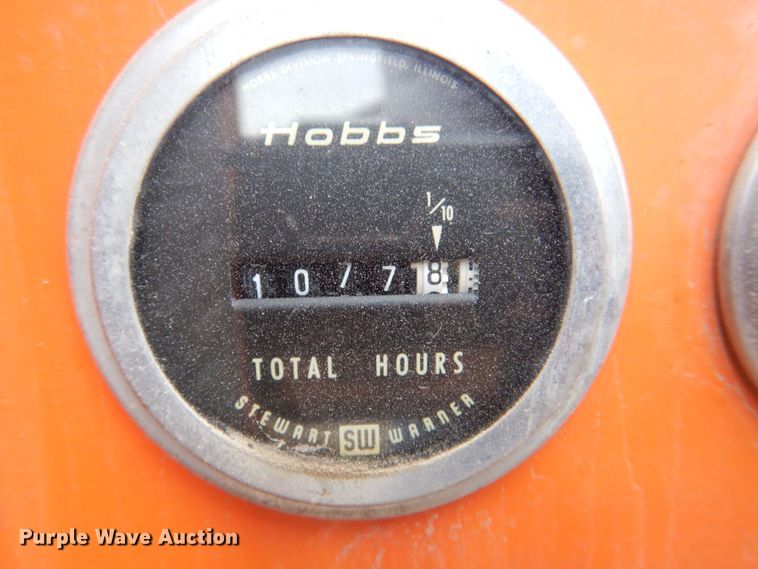 HOBBS DIVISION SPRINGFIELD, ILLINOIS
Hobbs
1/10
1 0 7 7 8
TOTAL HOURS
STEWART SW WARNER
Purple Wave Auction